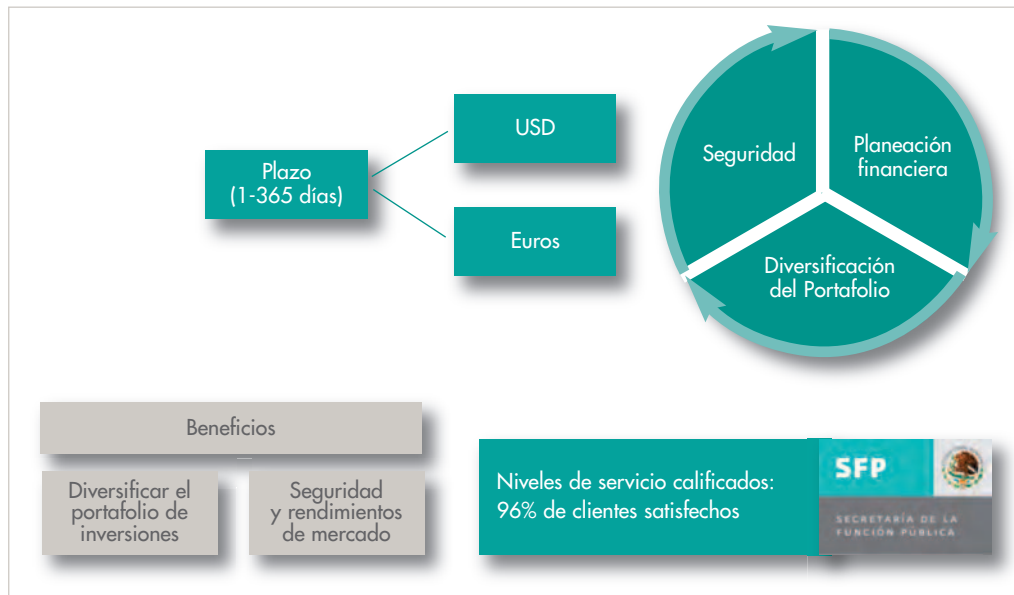 Plazo
(1-365 días)
USD
Euros
Seguridad
Planeación
financiera
Diversificación
del Portafolio
Beneficios
Diversificar el
portafolio de
inversiones
Seguridad
y rendimientos
de mercado
Niveles de servicio calificados:
96% de clientes satisfechos
SFP
SECRETARÍA DE LA
FUNCIÓN PÚBLICA